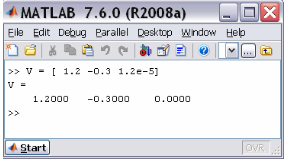 MATLAB 7.6.0 (R2008a)
File Edit Debug Parallel Desktop Window Help
>> V = [ 1.2 -0.3 1.2e-5]
V =
1.2000 -0.3000 0.0000
>>
Start OVR